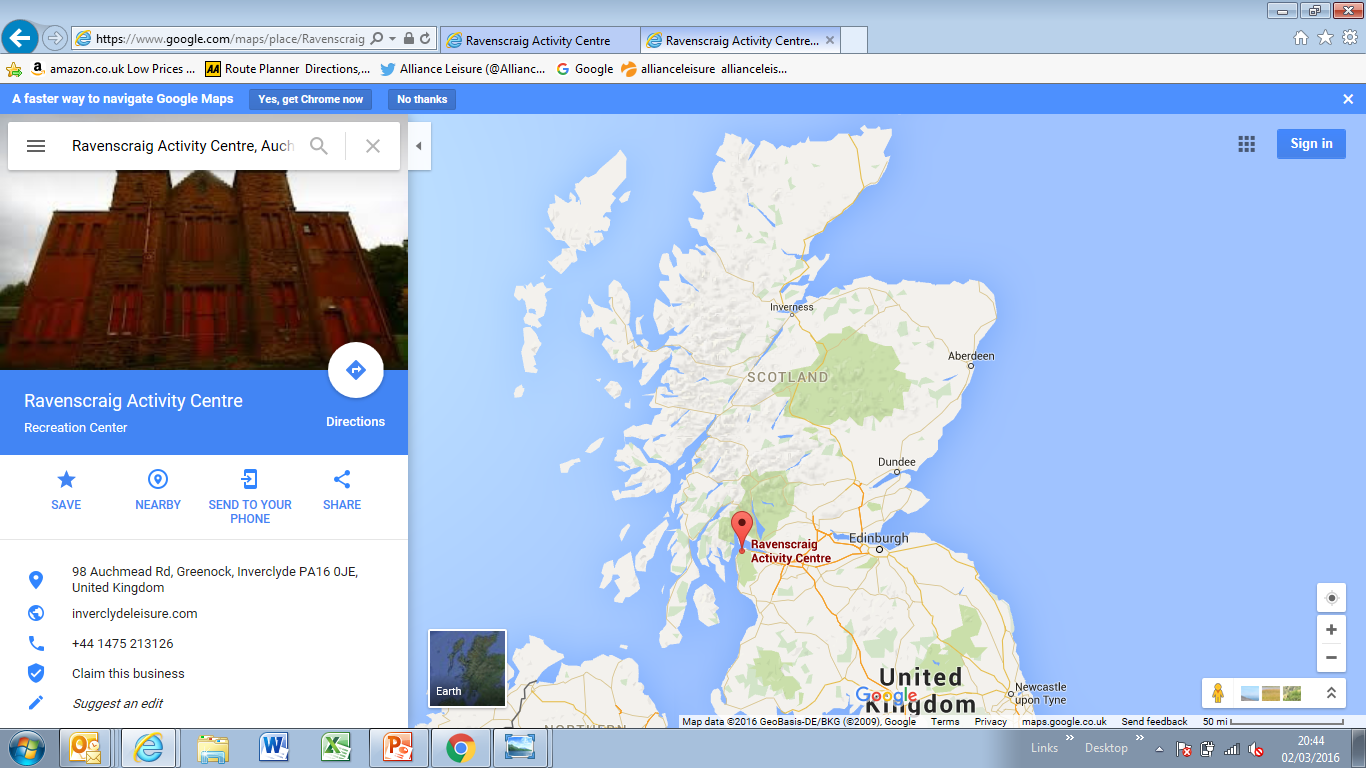 https://www.google.com/maps/place/Ravenscraig
Ravenscraig Activity Centre
Ravenscraig Activity Centre...
amazon.co.uk Low Prices ...
AA
Route Planner Directions,...
Alliance Leisure (@Allianc...
Google
allianceleisure allianceleis...
A faster way to navigate Google Maps
Yes, get Chrome now
No thanks
Ravenscraig Activity Centre, Auch
Sign in
Ravenscraig Activity Centre
Recreation Center
Directions
SAVE
NEARBY
SEND TO YOUR
PHONE
SHARE
98 Auchmead Rd, Greenock, Inverclyde PA16 0JE,
United Kingdom
inverclydeleisure.com
+44 1475 213126
Claim this business
Suggest an edit
Inverness
Aberdeen
SCOTLAND
Dundee
Edinburgh
Ravenscraig
Activity Centre
United
Kingdom
Google
Newcastle
upon Tyne
NORTHERN
Earth
Map data ©2016 GeoBasis-DE/BKG (©2009), Google
Terms
Privacy
maps.google.co.uk
Send feedback
50 mi
Links
Desktop
20:44
02/03/2016